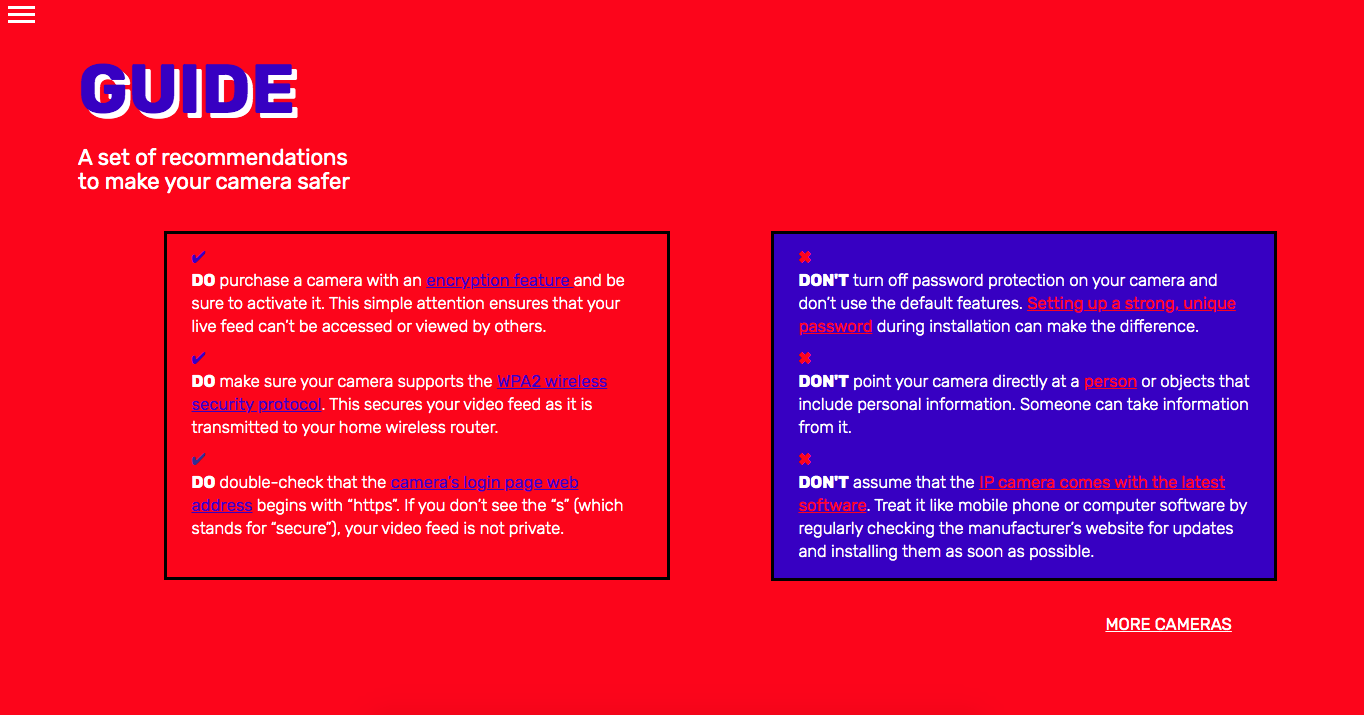 GUIDE
A set of recommendations
to make your camera safer
✔
DO purchase a camera with an encryption feature and be
sure to activate it. This simple attention ensures that your
live feed can't be accessed or viewed by others.
✔
DO make sure your camera supports the WPA2 wireless
security protocol. This secures your video feed as it is
transmitted to your home wireless router.
✔
DO double-check that the camera's login page web
address begins with “https”. If you don't see the “s” (which
stands for “secure”), your video feed is not private.
✖
DON'T turn off password protection on your camera and
don't use the default features. Setting up a strong, unique
password during installation can make the difference.
✖
DON'T point your camera directly at a person or objects that
include personal information. Someone can take information
from it.
✖
DON'T assume that the IP camera comes with the latest
software. Treat it like mobile phone or computer software by
regularly checking the manufacturer's website for updates
and installing them as soon as possible.
MORE CAMERAS